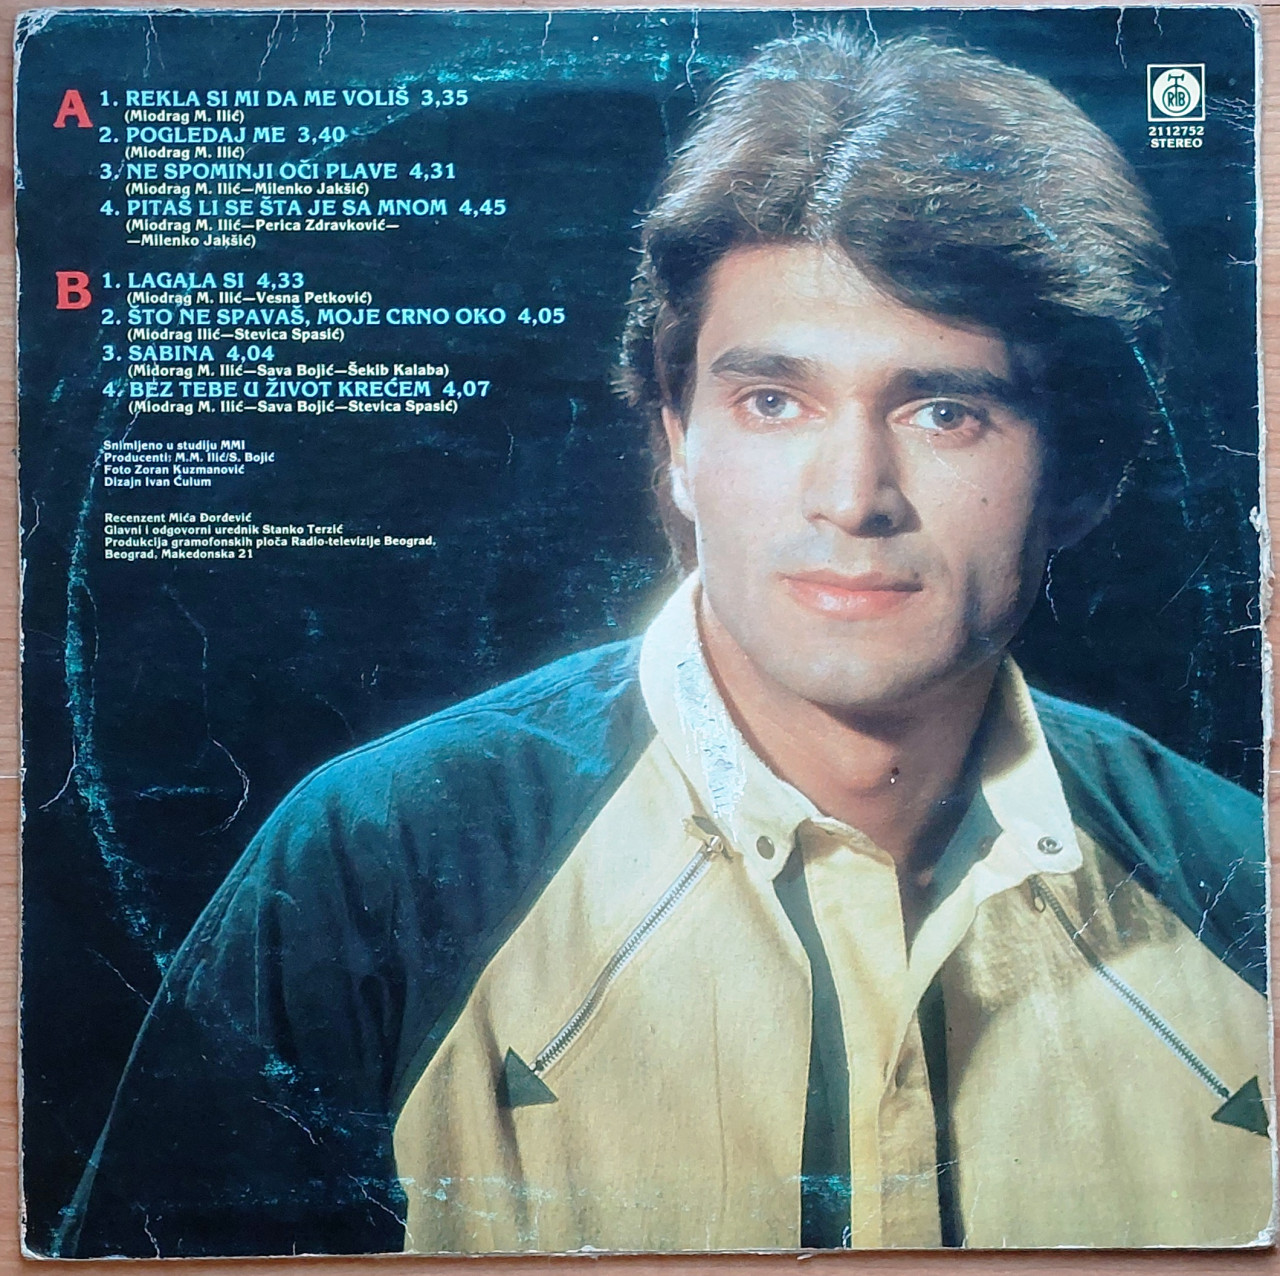 A
1. REKLA SI MI DA ME VOLIŠ 3,35
(Miodrag M. Ilić)
2. POGLEDAJ ME 3,40
(Miodrag M. Ilić)
3. NE SPOMINJI OČI PLAVE 4,31
(Miodrag M. Ilić—Milenko Jakšić)
4. PITAŠ LI SE ŠTA JE SA MNOM 4,45
(Miodrag M. Ilić—Perica Zdravković—
—Milenko Jakšić)
B
1. LAGALA SI 4,33
(Miodrag M. Ilić—Vesna Petković)
2. ŠTO NE SPAVAŠ, MOJE CRNO OKO 4,05
(Miodrag Ilić—Stevica Spasić)
3. SABINA 4,04
(Midorag M. Ilić—Sava Bojić—Šekib Kalaba)
4. BEZ TEBE U ŽIVOT KREĆEM 4,07
(Miodrag M. Ilić—Sava Bojić—Stevica Spasić)
Snimljeno u studiju MMI
Producenti: M.M. Ilić/S. Bojić
Foto Zoran Kuzmanović
Dizajn Ivan Ćulum
Recenzent Mića Đorđević
Glavni i odgovorni urednik Stanko Terzić
Produkcija gramofonskih ploča Radio-televizije Beograd,
Beograd, Makedonska 21
RTB
2112752
STEREO